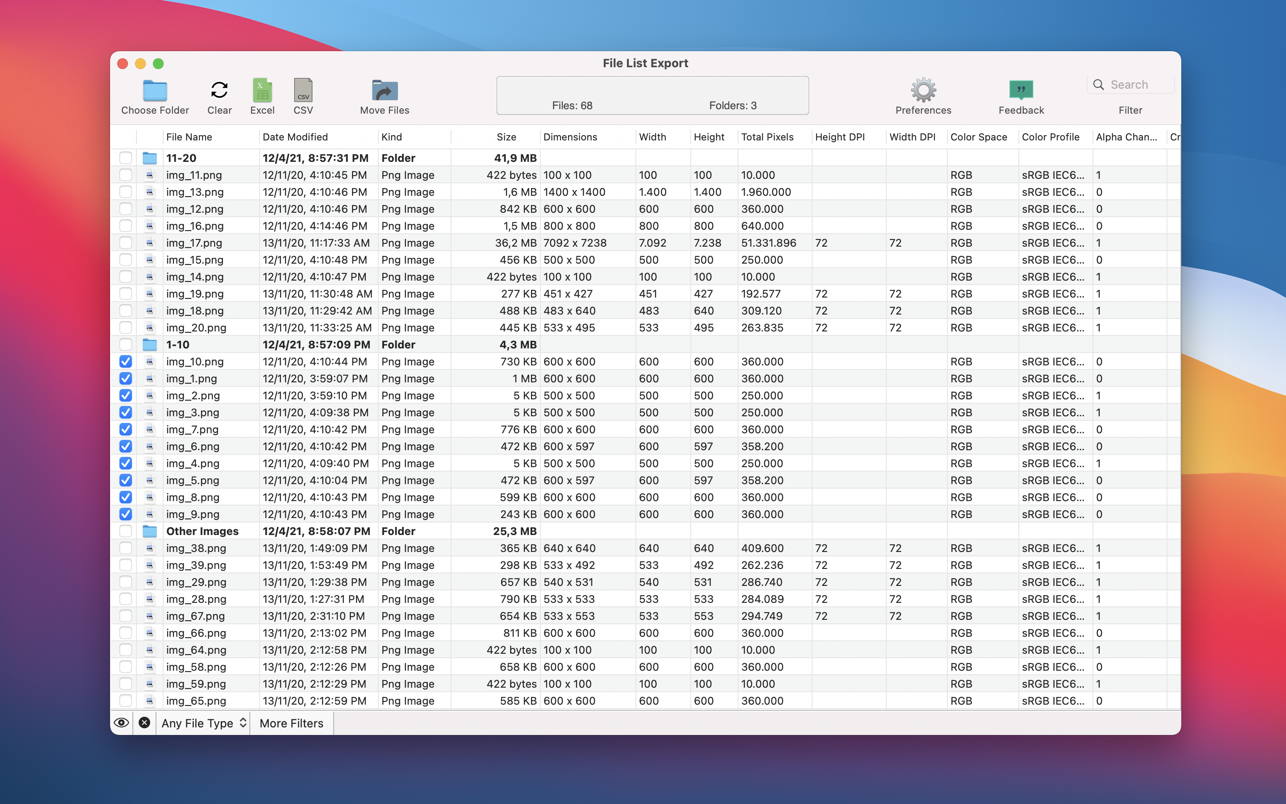 File List Export
Choose Folder Clear Excel CSV Move Files Files: 68 Folders: 3 Preferences Feedback Search Filter
File Name Date Modified Kind Size Dimensions Width Height Total Pixels Height DPI Width DPI Color Space Color Profile Alpha Chan... Cr
11-20 12/4/21, 8:57:31 PM Folder 41,9 MB
img_11.png 12/11/20, 4:10:45 PM Png Image 422 bytes 100 x 100 100 100 10.000 RGB sRGB IEC6... 1
img_13.png 12/11/20, 4:10:46 PM Png Image 1,6 MB 1400 x 1400 1.400 1.400 1.960.000 RGB sRGB IEC6... 0
img_12.png 12/11/20, 4:10:46 PM Png Image 842 KB 600 x 600 600 600 360.000 RGB sRGB IEC6... 0
img_16.png 12/11/20, 4:14:46 PM Png Image 1,5 MB 800 x 800 800 800 640.000 RGB sRGB IEC6... 0
img_17.png 13/11/20, 11:17:33 AM Png Image 36,2 MB 7092 x 7238 7.092 7.238 51.331.896 72 72 RGB sRGB IEC6... 1
img_15.png 12/11/20, 4:10:48 PM Png Image 456 KB 500 x 500 500 500 250.000 RGB sRGB IEC6... 0
img_14.png 12/11/20, 4:10:47 PM Png Image 422 bytes 100 x 100 100 100 10.000 RGB sRGB IEC6... 1
img_19.png 13/11/20, 11:30:48 AM Png Image 277 KB 451 x 427 451 427 192.577 72 72 RGB sRGB IEC6... 1
img_18.png 13/11/20, 11:29:42 AM Png Image 488 KB 483 x 640 483 640 309.120 72 72 RGB sRGB IEC6... 1
img_20.png 13/11/20, 11:33:25 AM Png Image 445 KB 533 x 495 533 495 263.835 72 72 RGB sRGB IEC6... 1
1-10 12/4/21, 8:57:09 PM Folder 4,3 MB
img_10.png 12/11/20, 4:10:44 PM Png Image 730 KB 600 x 600 600 600 360.000 RGB sRGB IEC6... 0
img_1.png 12/11/20, 3:59:07 PM Png Image 1 MB 600 x 600 600 600 360.000 RGB sRGB IEC6... 0
img_2.png 12/11/20, 3:59:10 PM Png Image 5 KB 500 x 500 500 500 250.000 RGB sRGB IEC6... 1
img_3.png 12/11/20, 4:09:38 PM Png Image 5 KB 500 x 500 500 500 250.000 RGB sRGB IEC6... 1
img_7.png 12/11/20, 4:10:42 PM Png Image 776 KB 600 x 600 600 600 360.000 RGB sRGB IEC6... 0
img_6.png 12/11/20, 4:10:42 PM Png Image 472 KB 600 x 597 600 597 358.200 RGB sRGB IEC6... 0
img_4.png 12/11/20, 4:09:40 PM Png Image 5 KB 500 x 500 500 500 250.000 RGB sRGB IEC6... 1
img_5.png 12/11/20, 4:10:04 PM Png Image 472 KB 600 x 597 600 597 358.200 RGB sRGB IEC6... 0
img_8.png 12/11/20, 4:10:43 PM Png Image 599 KB 600 x 600 600 600 360.000 RGB sRGB IEC6... 0
img_9.png 12/11/20, 4:10:43 PM Png Image 243 KB 600 x 600 600 600 360.000 RGB sRGB IEC6... 0
Other Images 12/4/21, 8:58:07 PM Folder 25,3 MB
img_38.png 13/11/20, 1:49:09 PM Png Image 365 KB 640 x 640 640 640 409.600 72 72 RGB sRGB IEC6... 1
img_39.png 13/11/20, 1:53:49 PM Png Image 298 KB 533 x 492 533 492 262.236 72 72 RGB sRGB IEC6... 1
img_29.png 13/11/20, 1:29:38 PM Png Image 657 KB 540 x 531 540 531 286.740 72 72 RGB sRGB IEC6... 1
img_28.png 13/11/20, 1:27:31 PM Png Image 790 KB 533 x 533 533 533 284.089 72 72 RGB sRGB IEC6... 1
img_67.png 13/11/20, 2:31:10 PM Png Image 654 KB 533 x 553 533 553 294.749 72 72 RGB sRGB IEC6... 1
img_66.png 13/11/20, 2:13:02 PM Png Image 811 KB 600 x 600 600 600 360.000 RGB sRGB IEC6... 0
img_64.png 13/11/20, 2:12:58 PM Png Image 422 bytes 100 x 100 100 100 10.000 RGB sRGB IEC6... 1
img_58.png 13/11/20, 2:12:26 PM Png Image 658 KB 600 x 600 600 600 360.000 RGB sRGB IEC6... 0
img_59.png 13/11/20, 2:12:29 PM Png Image 422 bytes 100 x 100 100 100 10.000 RGB sRGB IEC6... 1
img_65.png 13/11/20, 2:12:59 PM Png Image 585 KB 600 x 600 600 600 360.000 RGB sRGB IEC6... 0
Any File Type More Filters